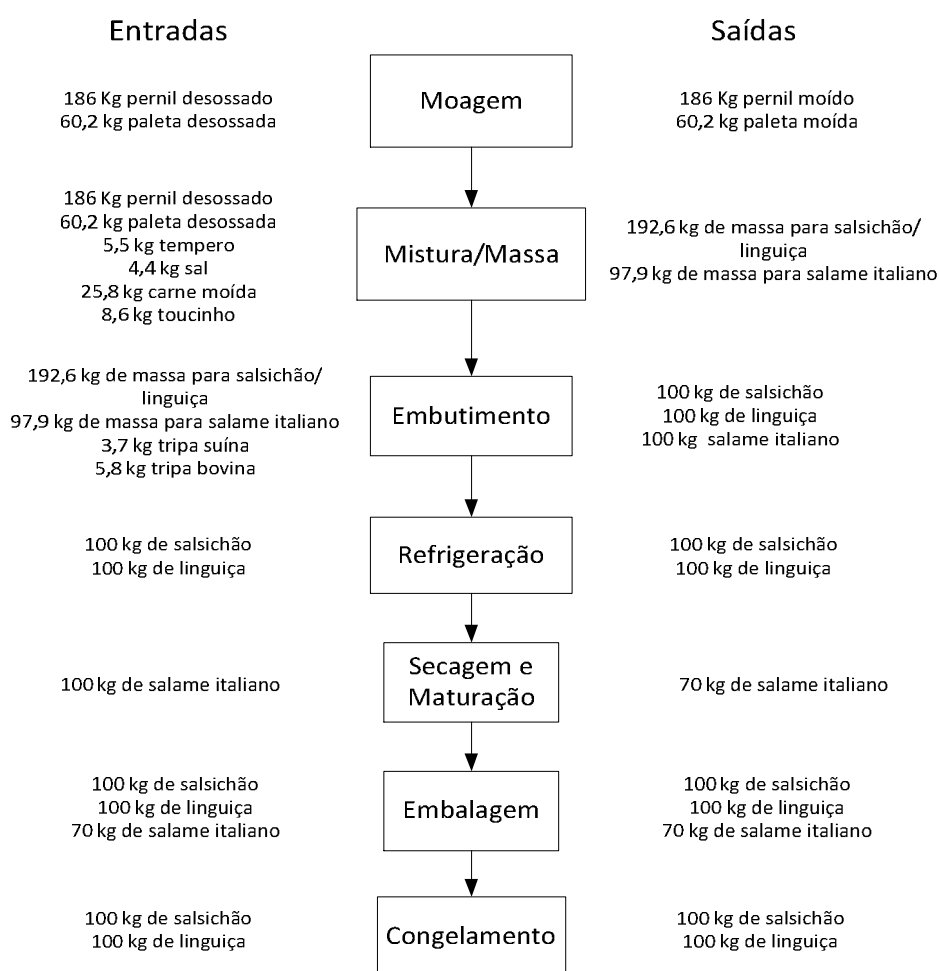 Entradas
Saídas
186 Kg pernil desossado
60,2 kg paleta desossada
Moagem
186 Kg pernil moído
60,2 kg paleta moída
186 Kg pernil desossado
60,2 kg paleta desossada
5,5 kg tempero
4,4 kg sal
25,8 kg carne moída
8,6 kg toucinho
Mistura/Massa
192,6 kg de massa para salsichão/
linguiça
97,9 kg de massa para salame italiano
192,6 kg de massa para salsichão/
linguiça
97,9 kg de massa para salame italiano
3,7 kg tripa suína
5,8 kg tripa bovina
Embutimento
100 kg de salsichão
100 kg de linguiça
100 kg salame italiano
100 kg de salsichão
100 kg de linguiça
Refrigeração
100 kg de salsichão
100 kg de linguiça
100 kg de salame italiano
Secagem e
Maturação
70 kg de salame italiano
100 kg de salsichão
100 kg de linguiça
70 kg de salame italiano
Embalagem
100 kg de salsichão
100 kg de linguiça
70 kg de salame italiano
100 kg de salsichão
100 kg de linguiça
Congelamento
100 kg de salsichão
100 kg de linguiça